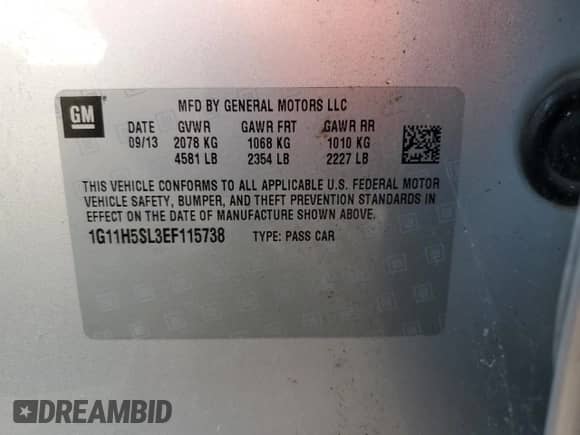 GM
MFD BY GENERAL MOTORS LLC
DATE GVWR GAWR FRT GAWR RR
09/13 2078 KG 1068 KG 1010 KG
4581 LB 2354 LB 2227 LB
THIS VEHICLE CONFORMS TO ALL APPLICABLE U.S. FEDERAL MOTOR
VEHICLE SAFETY, BUMPER, AND THEFT PREVENTION STANDARDS IN
EFFECT ON THE DATE OF MANUFACTURE SHOWN ABOVE.
1G11H5SL3EF115738 TYPE: PASS CAR
DREAMBID